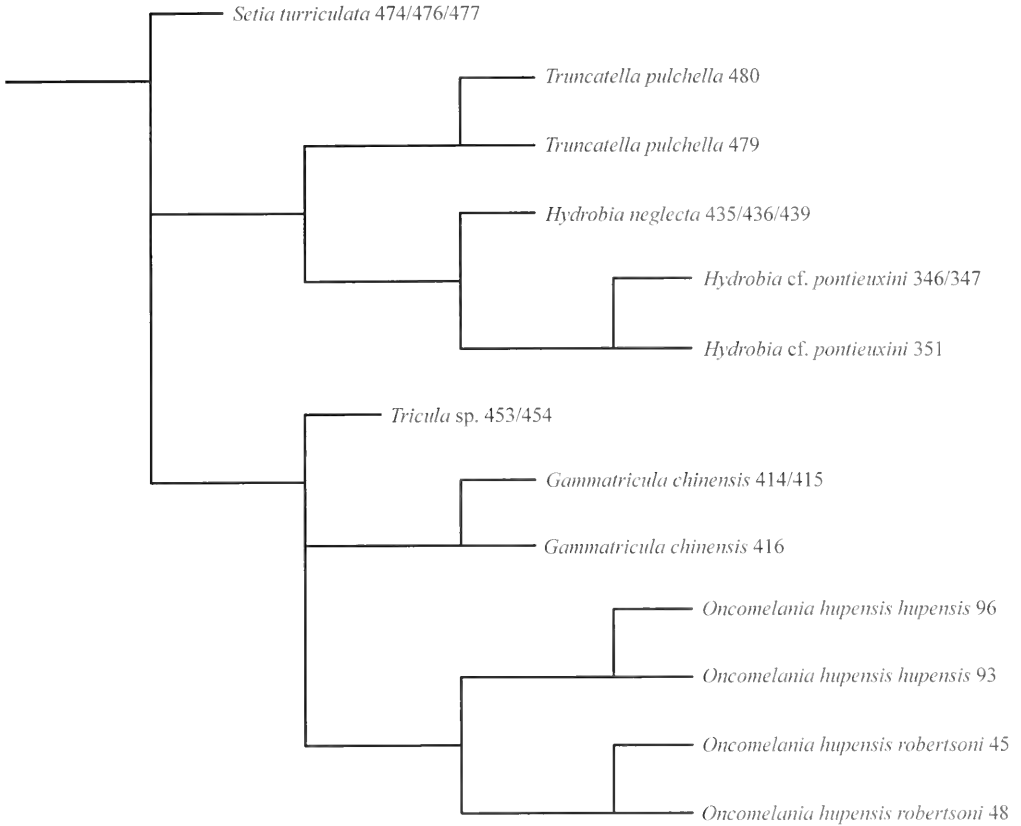 Setia turriculata 474/476/477
Truncatella pulchella 480
Truncatella pulchella 479
Hydrobia neglecta 435/436/439
Hydrobia cf. pontieuxini 346/347
Hydrobia cf. pontieuxini 351
Tricula sp. 453/454
Gammatricula chinensis 414/415
Gammatricula chinensis 416
Oncomelania hupensis hupensis 96
Oncomelania hupensis hupensis 93
Oncomelania hupensis robertsoni 45
Oncomelania hupensis robertsoni 48